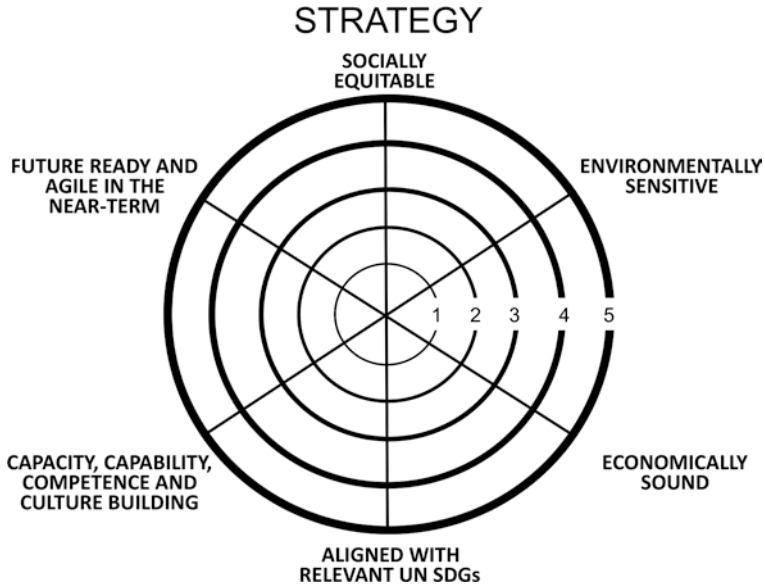 STRATEGY
SOCIALLY
EQUITABLE
FUTURE READY AND
AGILE IN THE
NEAR-TERM
ENVIRONMENTALLY
SENSITIVE
1 2 3 4 5
CAPACITY, CAPABILITY,
COMPETENCE AND
CULTURE BUILDING
ECONOMICALLY
SOUND
ALIGNED WITH
RELEVANT UN SDGs